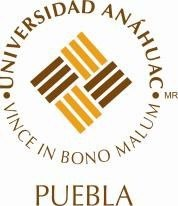 UNIVERSIDAD ANÁHUAC
• VINCE IN BONO MALUM •
MR
PUEBLA